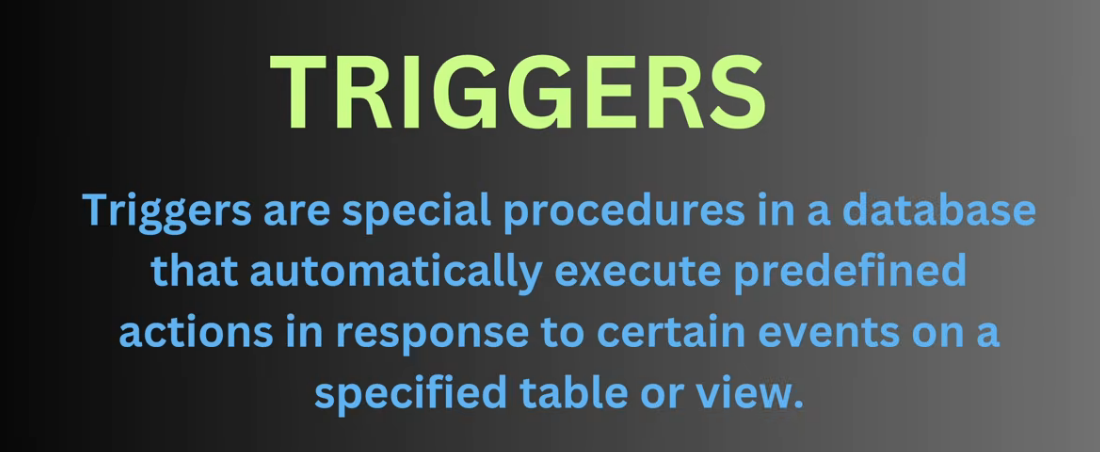 TRIGGERS
Triggers are special procedures in a database
that automatically execute predefined
actions in response to certain events on a
specified table or view.